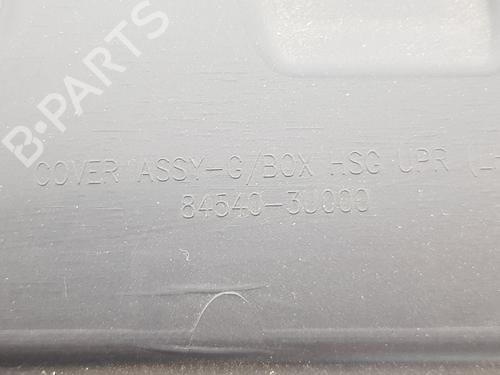 B-PARTS
COVER ASSY-G/BOX HSG UPR (L
84540-3U000